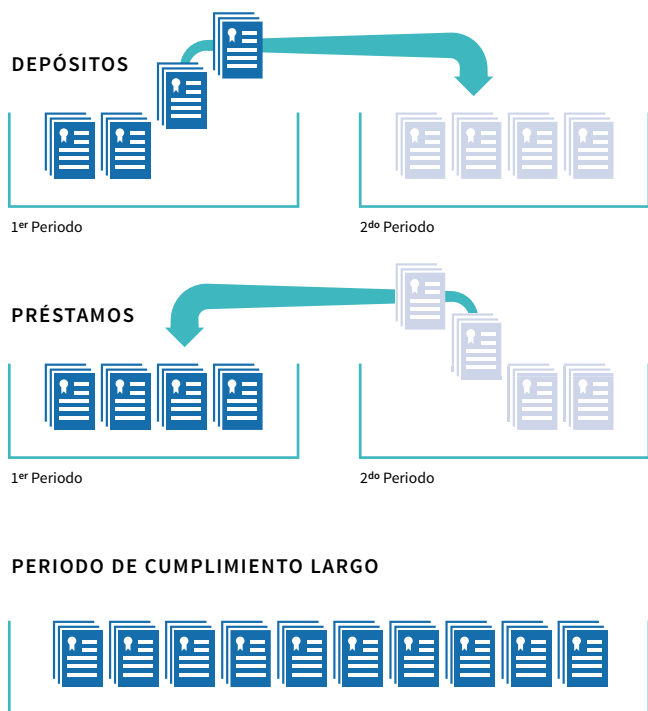 DEPÓSITOS
1er Periodo
2do Periodo
PRÉSTAMOS
1er Periodo
2do Periodo
PERIODO DE CUMPLIMIENTO LARGO